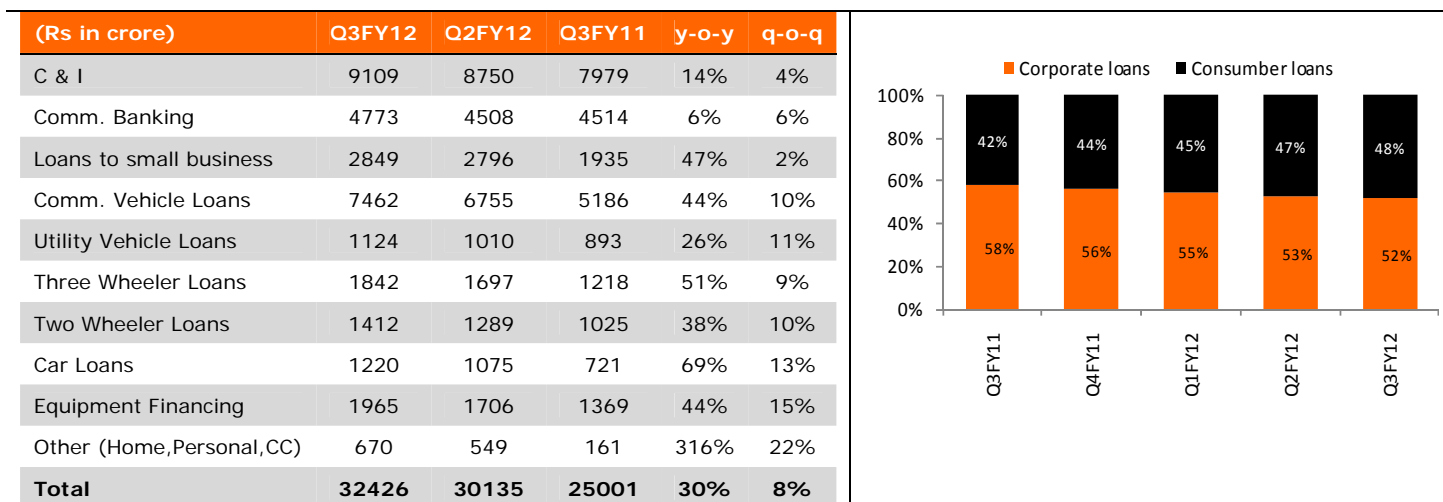 (Rs in crore) Q3FY12 Q2FY12 Q3FY11 y-o-y q-o-q
C & I 9109 8750 7979 14% 4%
Comm. Banking 4773 4508 4514 6% 6%
Loans to small business 2849 2796 1935 47% 2%
Comm. Vehicle Loans 7462 6755 5186 44% 10%
Utility Vehicle Loans 1124 1010 893 26% 11%
Three Wheeler Loans 1842 1697 1218 51% 9%
Two Wheeler Loans 1412 1289 1025 38% 10%
Car Loans 1220 1075 721 69% 13%
Equipment Financing 1965 1706 1369 44% 15%
Other (Home,Personal,CC) 670 549 161 316% 22%
Total 32426 30135 25001 30% 8%
Corporate loans Consumber loans
100%
80%
60%
40%
20%
0%
42% 44% 45% 47% 48%
58% 56% 55% 53% 52%
Q3FY11 Q4FY11 Q1FY12 Q2FY12 Q3FY12